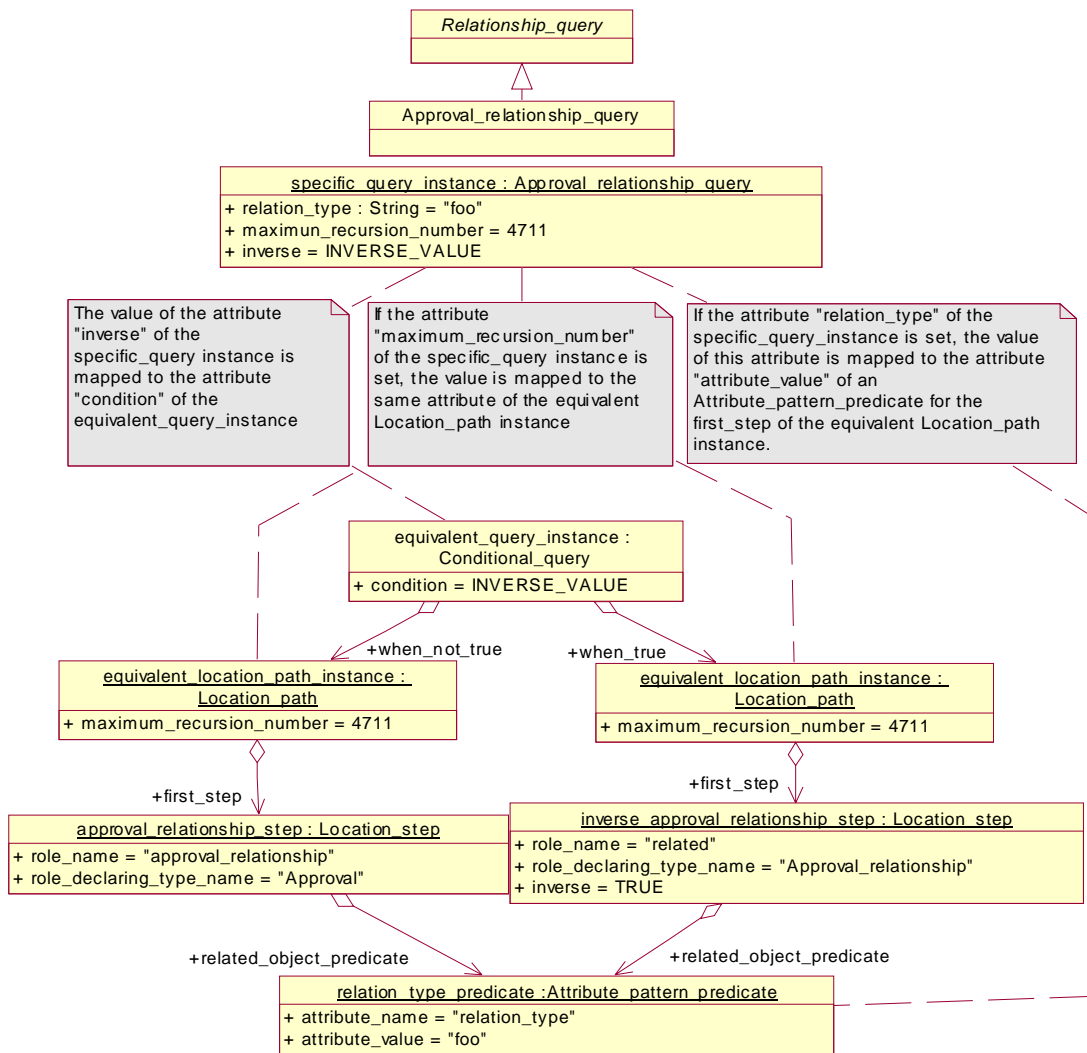 Relationship_query
Approval_relationship_query
specific_query_instance : Approval_relationship_query
+ relation_type : String = "foo"
+ maximun_recursion_number = 4711
+ inverse = INVERSE_VALUE
The value of the attribute
"inverse" of the
specific_query instance is
mapped to the attribute
"condition" of the
equivalent_query_instance
If the attribute
"maximum_recursion_number"
of the specific_query instance is
set, the value is mapped to the
same attribute of the equivalent
Location_path instance
If the attribute "relation_type" of the
specific_query_instance is set, the value
of this attribute is mapped to the attribute
"attribute_value" of an
Attribute_pattern_predicate for the
first_step of the equivalent Location_path
instance.
equivalent_query_instance :
Conditional_query
+ condition = INVERSE_VALUE
+when_not_true
+when_true
equivalent_location_path_instance :
Location_path
+ maximum_recursion_number = 4711
equivalent_location_path_instance :
Location_path
+ maximum_recursion_number = 4711
+first_step
+first_step
approval_relationship_step : Location_step
+ role_name = "approval_relationship"
+ role_declaring_type_name = "Approval"
inverse_approval_relationship_step : Location_step
+ role_name = "related"
+ role_declaring_type_name = "Approval_relationship"
+ inverse = TRUE
+related_object_predicate
+related_object_predicate
relation_type_predicate :Attribute_pattern_predicate
+ attribute_name = "relation_type"
+ attribute_value = "foo"